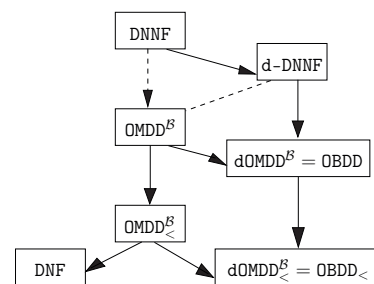 DNNF
d-DNNF
OMDD^ℬ
dOMDD^ℬ = OBDD
OMDD^ℬ_<
DNF
dOMDD^ℬ_< = OBDD_<